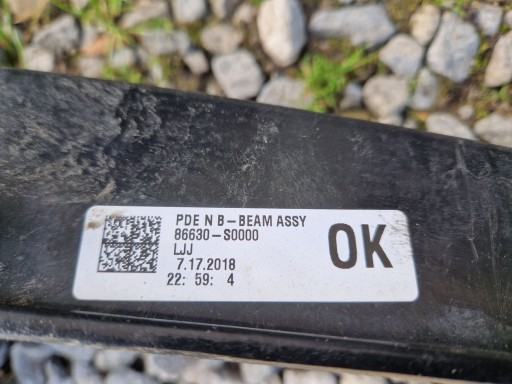 PDE N B-BEAM ASSY
86630-S0000
LJJ
7.17.2018
22: 59: 4
OK